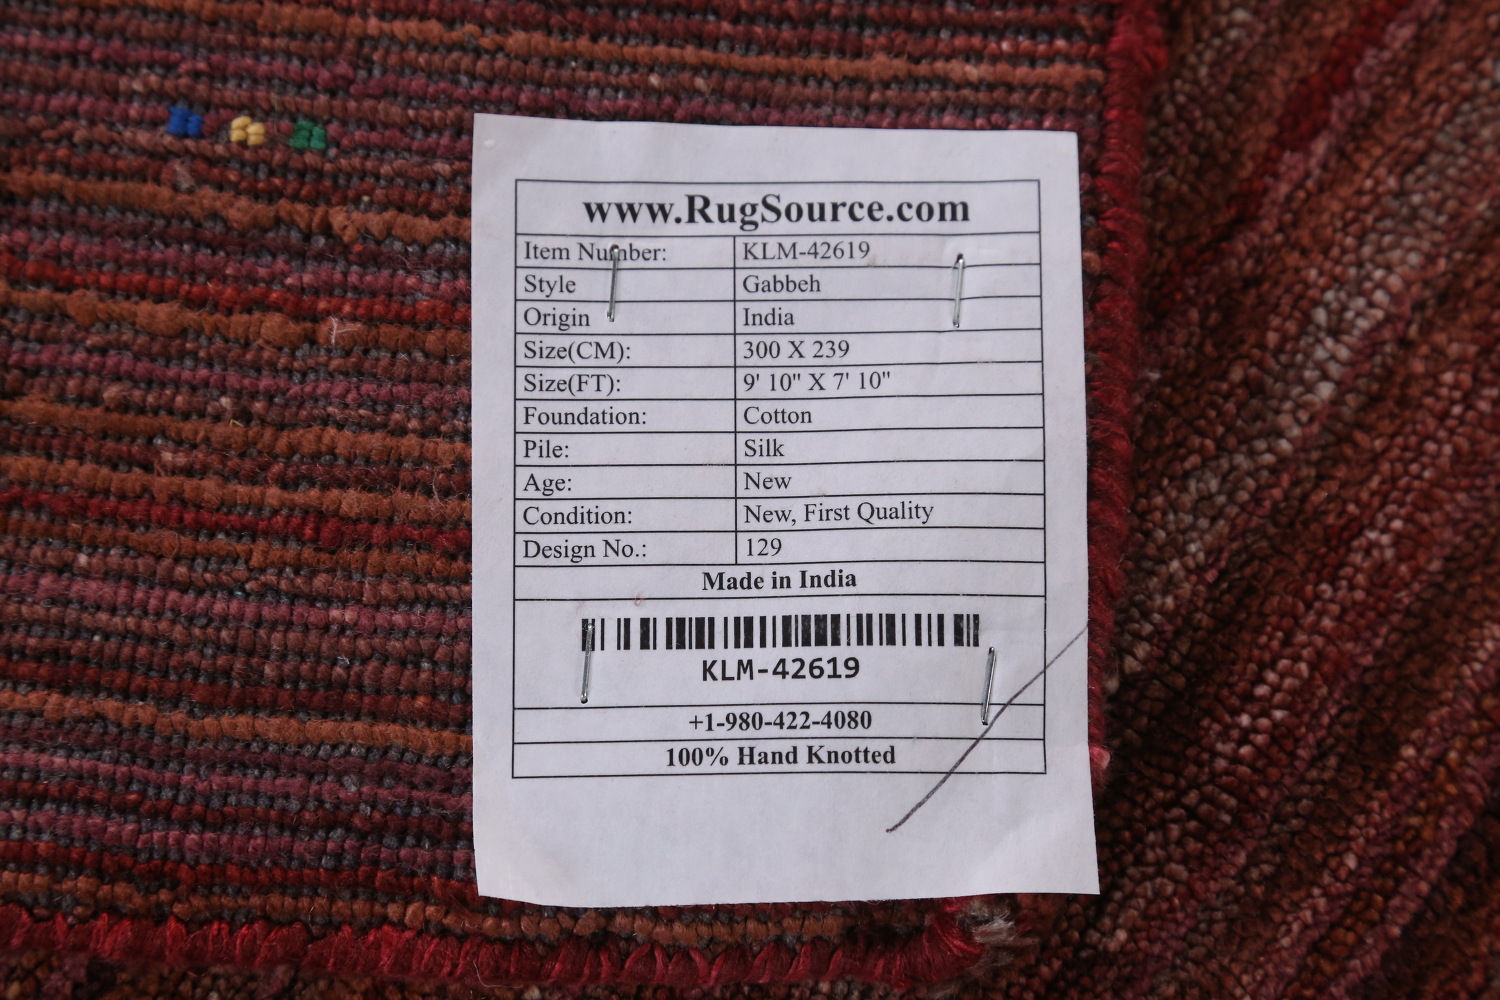 www.RugSource.com
Item Number: KLM-42619
Style Gabbeh
Origin India
Size(CM): 300 X 239
Size(FT): 9' 10" X 7' 10"
Foundation: Cotton
Pile: Silk
Age: New
Condition: New, First Quality
Design No.: 129
Made in India
KLM-42619
+1-980-422-4080
100% Hand Knotted